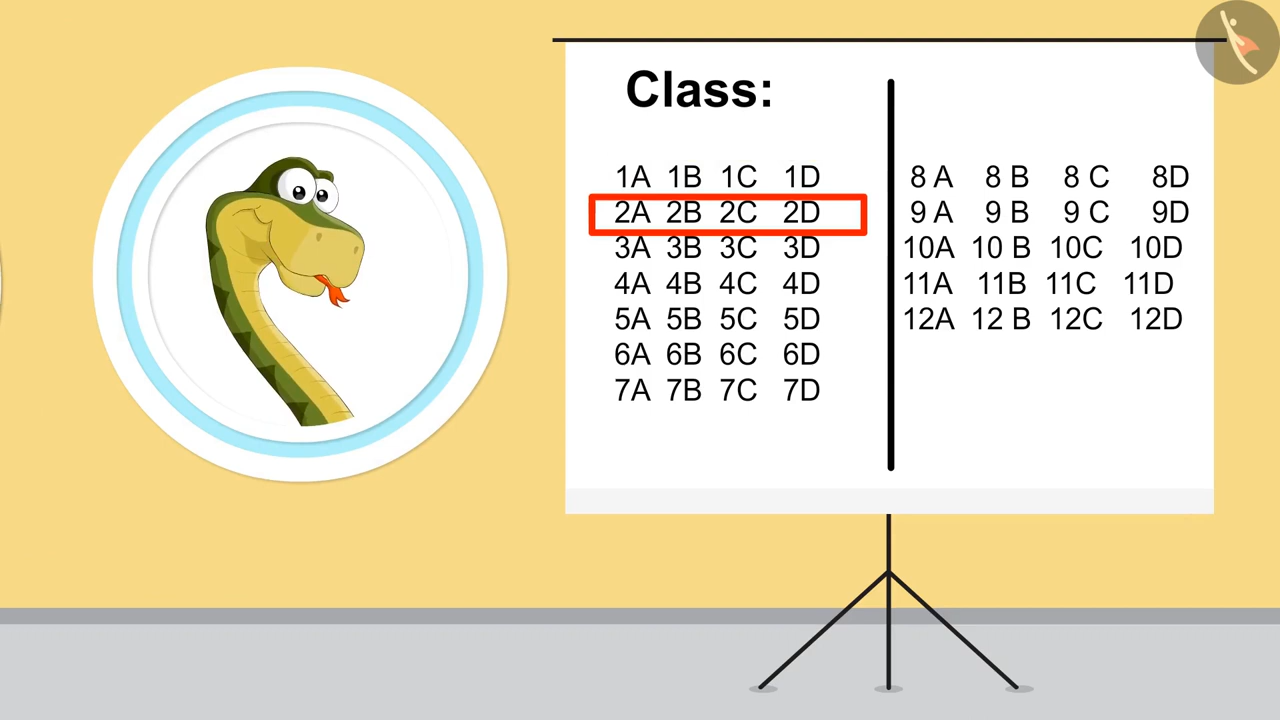 Class:
1A 1B 1C 1D
2A 2B 2C 2D
3A 3B 3C 3D
4A 4B 4C 4D
5A 5B 5C 5D
6A 6B 6C 6D
7A 7B 7C 7D
8 A 8 B 8 C 8D
9 A 9 B 9 C 9D
10A 10 B 10C 10D
11A 11B 11C 11D
12A 12 B 12C 12D